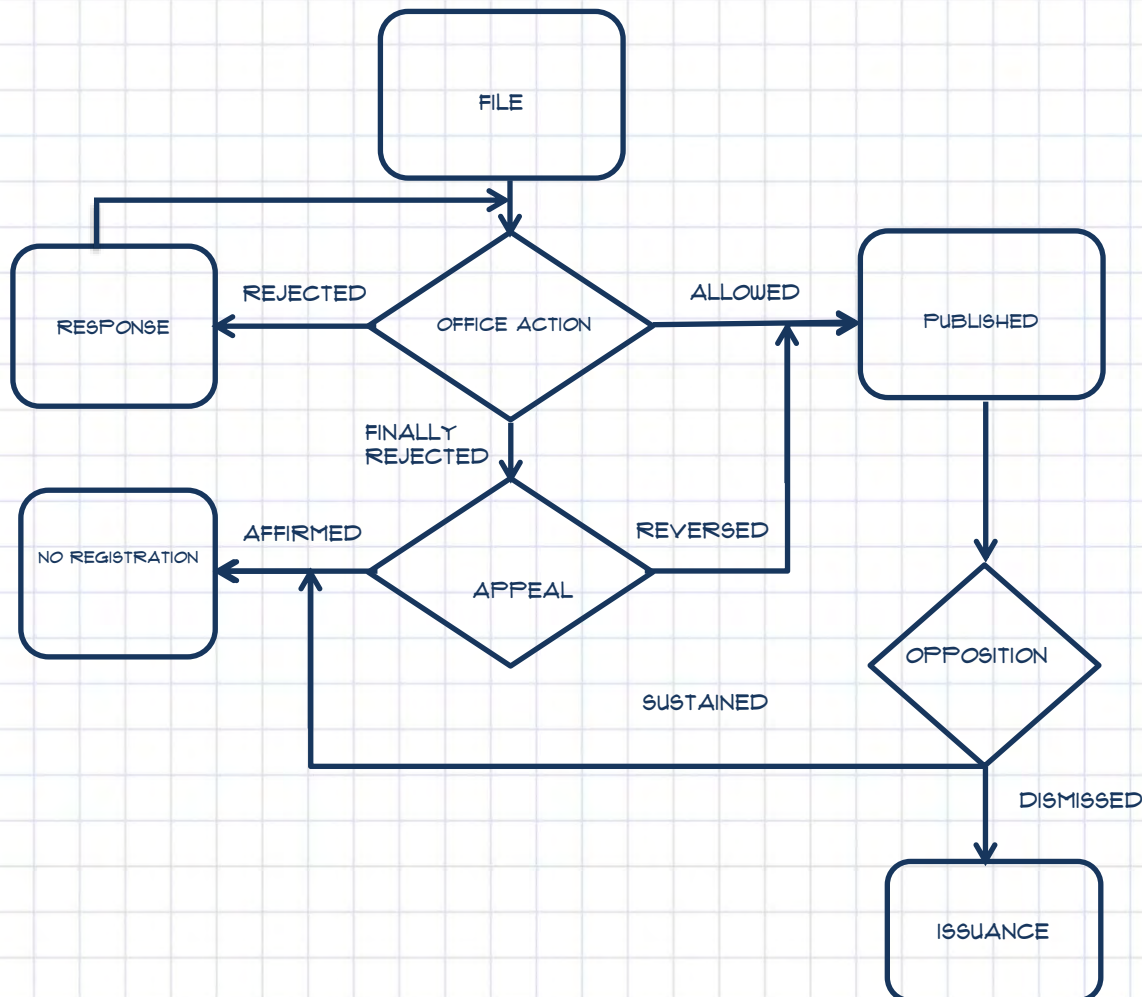 FILE
REJECTED
ALLOWED
RESPONSE
OFFICE ACTION
PUBLISHED
FINALLY
REJECTED
AFFIRMED
REVERSED
NO REGISTRATION
APPEAL
OPPOSITION
SUSTAINED
DISMISSED
ISSUANCE